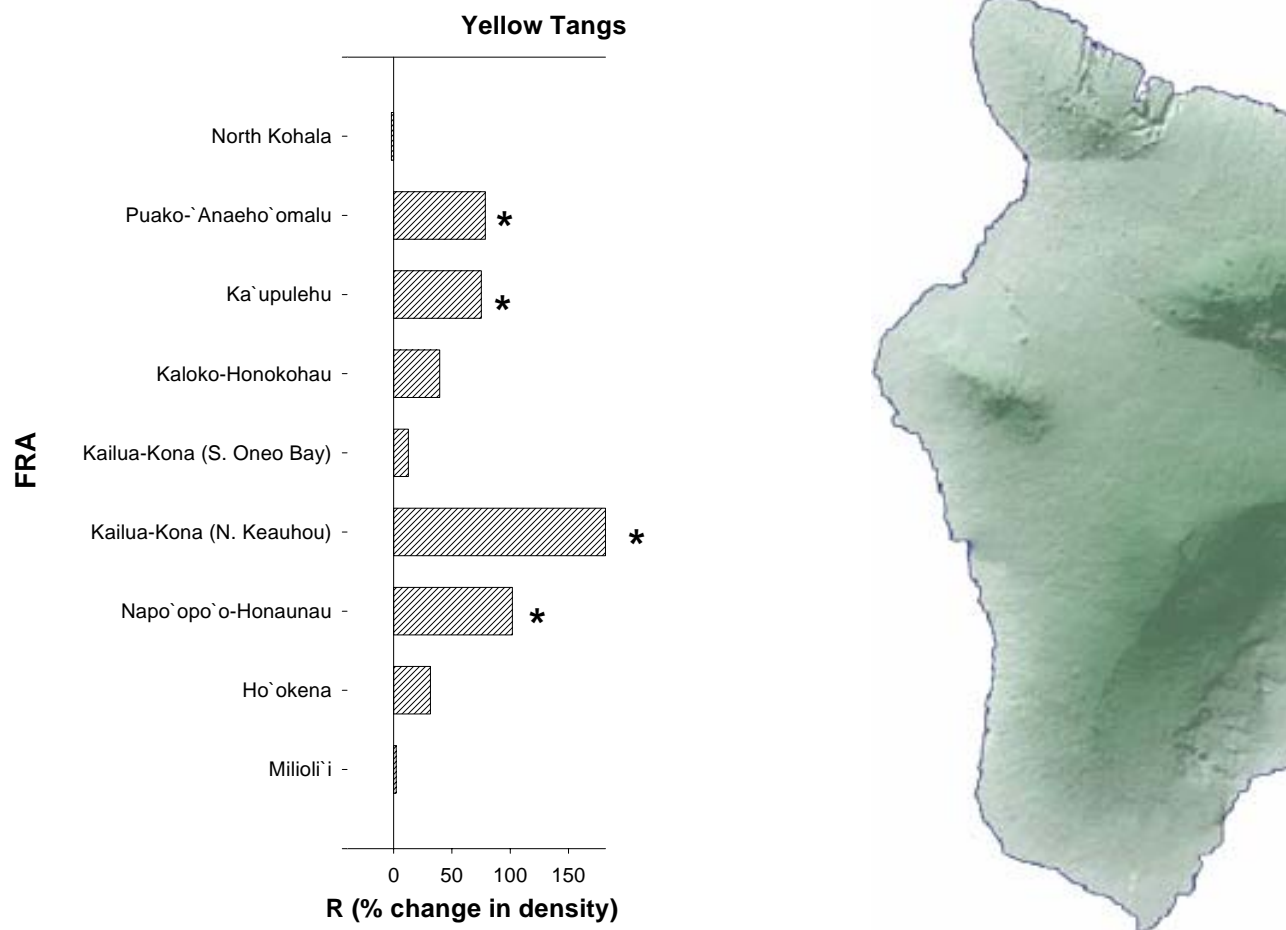 Yellow Tangs
North Kohala
Puako-`Anaeho`omalu
*
Ka`upulehu
*
Kaloko-Honokohau
FRA
Kailua-Kona (S. Oneo Bay)
Kailua-Kona (N. Keauhou)
*
Napo`opo`o-Honaunau
*
Ho`okena
Milioli`i
0 50 100 150
R (% change in density)